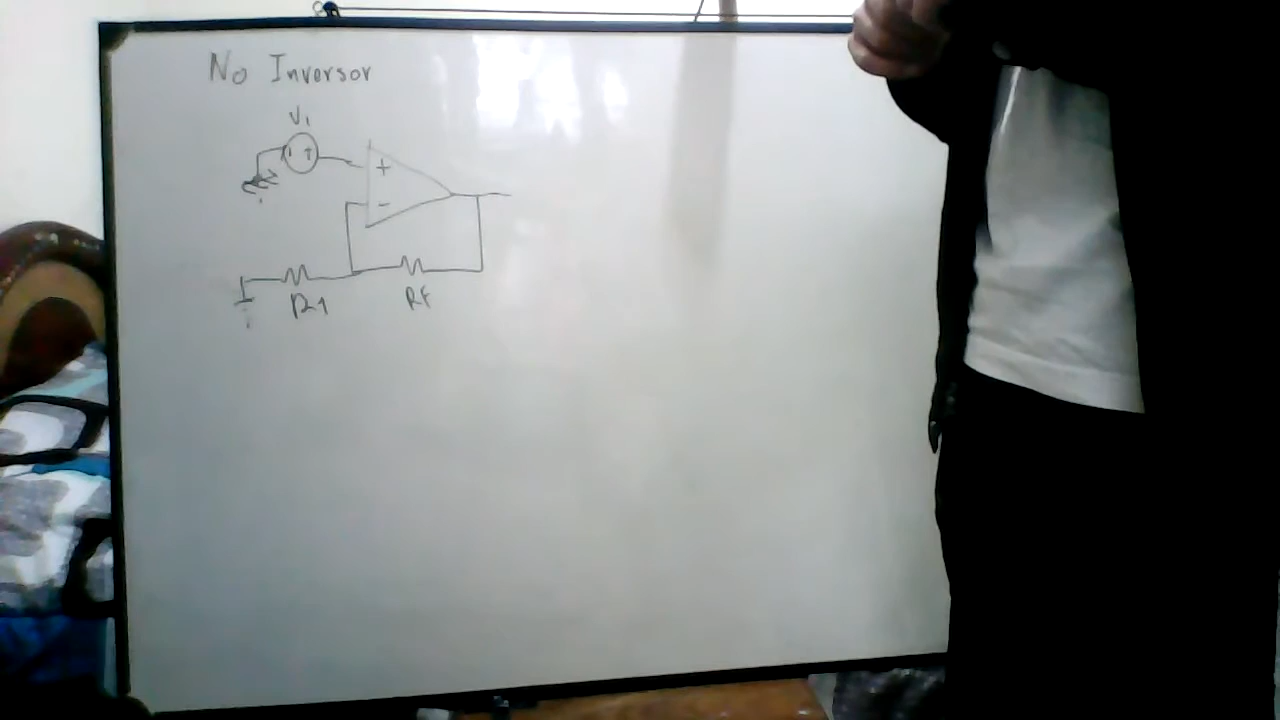 No Inversor
V1
+
+
-
R1
Rf